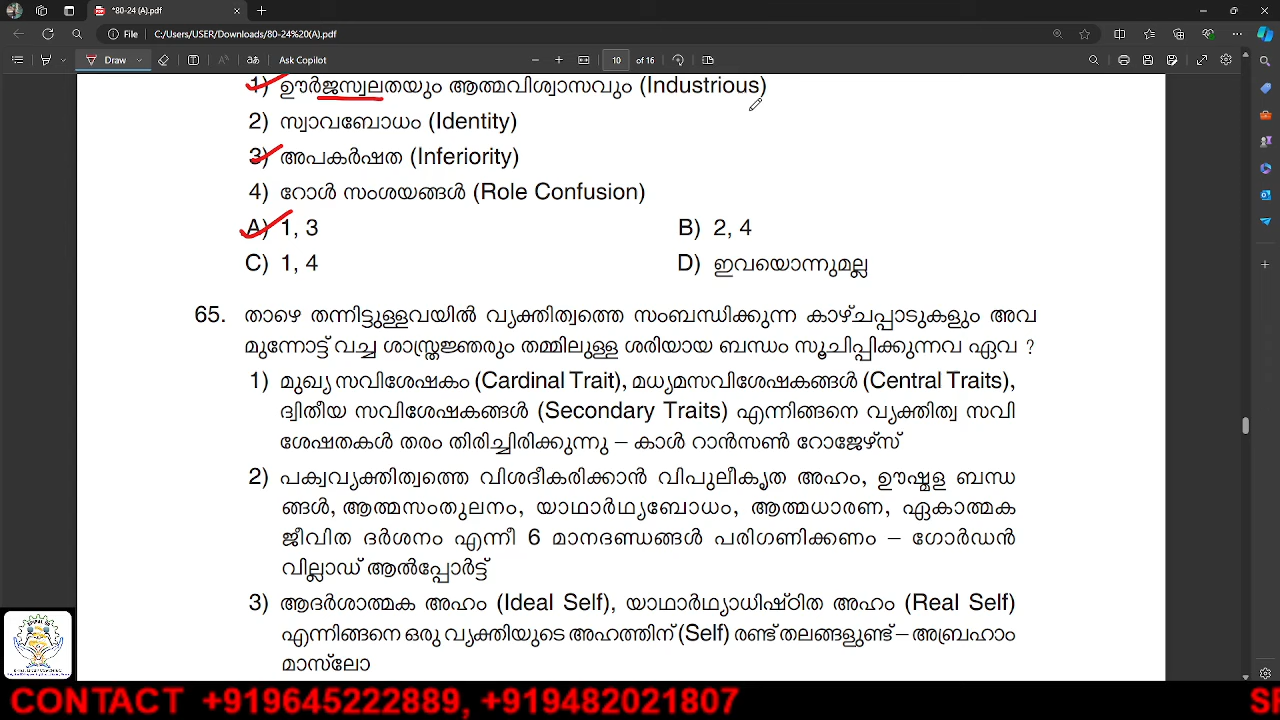 *80-24 (A).pdf
File C:/Users/USER/Downloads/80-24%20(A).pdf
Draw Ask Copilot 10 of 16
1) ഊർജസ്വലതയും ആത്മവിശ്വാസവും (Industrious)
2) സ്വാവബോധം (Identity)
3) അപകർഷത (Inferiority)
4) റോൾ സംശയങ്ങൾ (Role Confusion)
A) 1, 3 B) 2, 4
C) 1, 4 D) ഇവയൊന്നുമല്ല
65. താഴെ തന്നിട്ടുള്ളവയിൽ വ്യക്തിത്വത്തെ സംബന്ധിക്കുന്ന കാഴ്ചപ്പാടുകളും അവ
മുന്നോട്ട് വച്ച ശാസ്ത്രജ്ഞരും തമ്മിലുള്ള ശരിയായ ബന്ധം സൂചിപ്പിക്കുന്നവ ഏവ ?
1) മുഖ്യ സവിശേഷകം (Cardinal Trait), മധ്യമസവിശേഷകങ്ങൾ (Central Traits),
ദ്വിതീയ സവിശേഷകങ്ങൾ (Secondary Traits) എന്നിങ്ങനെ വ്യക്തിത്വ സവി
ശേഷതകൾ തരം തിരിച്ചിരിക്കുന്നു – കാൾ റാൻസൺ റോജേഴ്സ്
2) പക്വവ്യക്തിത്വത്തെ വിശദീകരിക്കാൻ വിപുലീകൃത അഹം, ഊഷ്മള ബന്ധ
ങ്ങൾ, ആത്മസംതുലനം, യാഥാർഥ്യബോധം, ആത്മധാരണ, ഏകാത്മക
ജീവിത ദർശനം എന്നീ 6 മാനദണ്ഡങ്ങൾ പരിഗണിക്കണം – ഗോർഡൻ
വില്ലാഡ് ആൽപ്പോർട്ട്
3) ആദർശാത്മക അഹം (Ideal Self), യാഥാർഥ്യാധിഷ്ഠിത അഹം (Real Self)
എന്നിങ്ങനെ ഒരു വ്യക്തിയുടെ അഹത്തിന് (Self) രണ്ട് തലങ്ങളുണ്ട് – അബ്രഹാം
മാസ്‌ലോ
CONTACT +919645222889, +919482021807